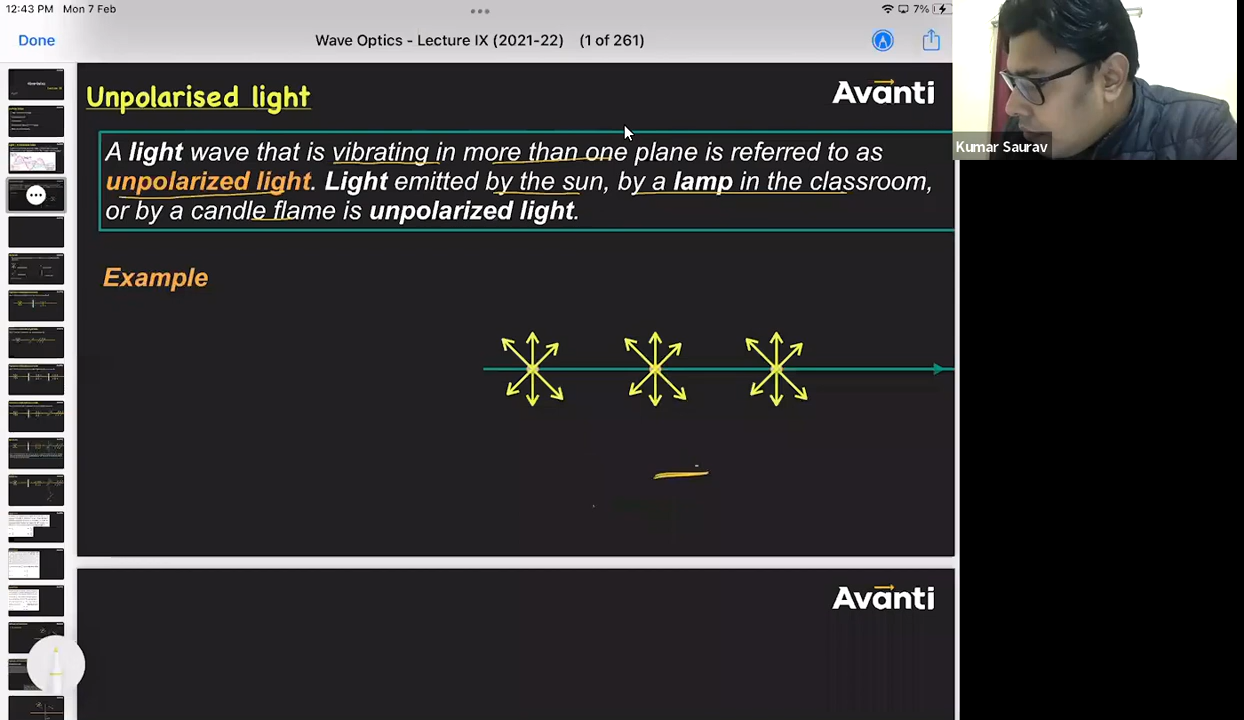 12:43 PM Mon 7 Feb
7%
Done
Wave Optics - Lecture IX (2021-22) (1 of 261)
Unpolarised light
Avanti
Kumar Saurav
A light wave that is vibrating in more than one plane is referred to as
unpolarized light. Light emitted by the sun, by a lamp in the classroom,
or by a candle flame is unpolarized light.
Example
Avanti